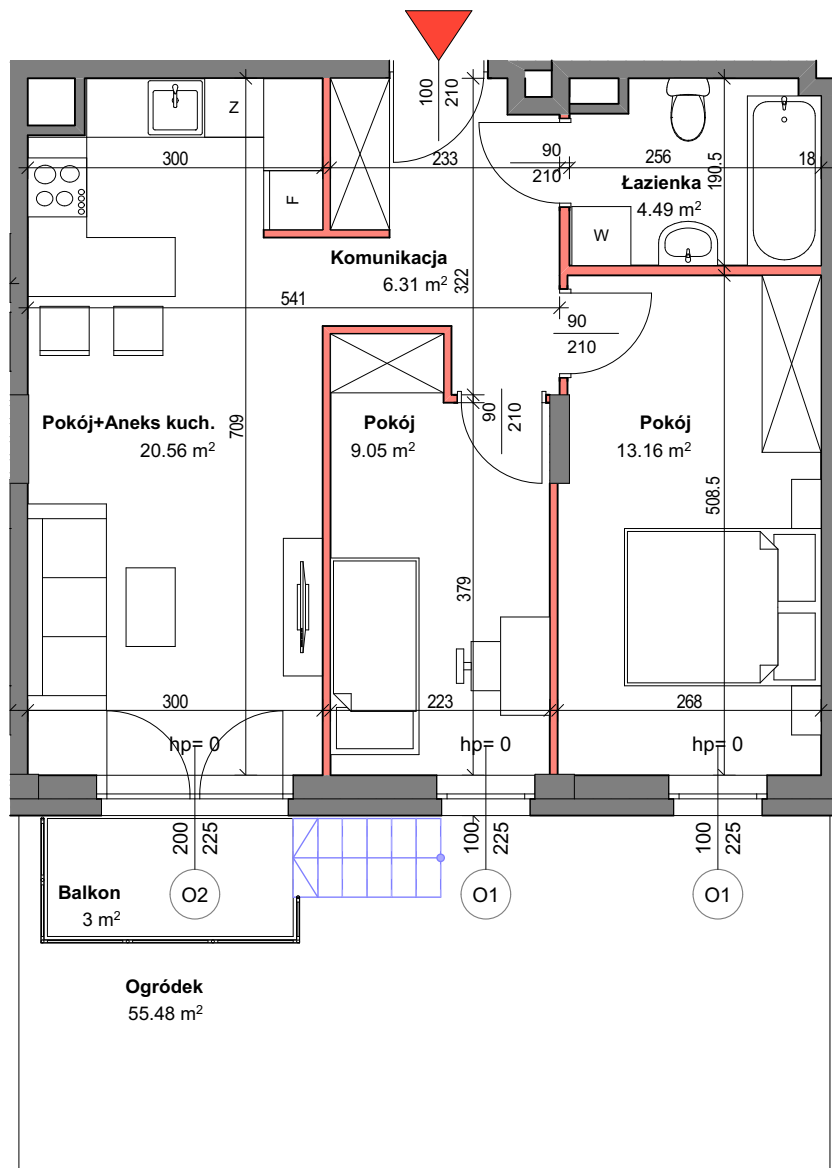 100
210
Z
F
300
233
90
210
256
18
190.5
Łazienka
4.49 m²
W
Komunikacja
6.31 m²
322
541
90
210
Pokój+Aneks kuch.
20.56 m²
709
Pokój
9.05 m²
90
210
Pokój
13.16 m²
508.5
379
300
223
268
hp= 0
hp= 0
hp= 0
200
225
100
225
100
225
O2
O1
O1
Balkon
3 m²
Ogródek
55.48 m²